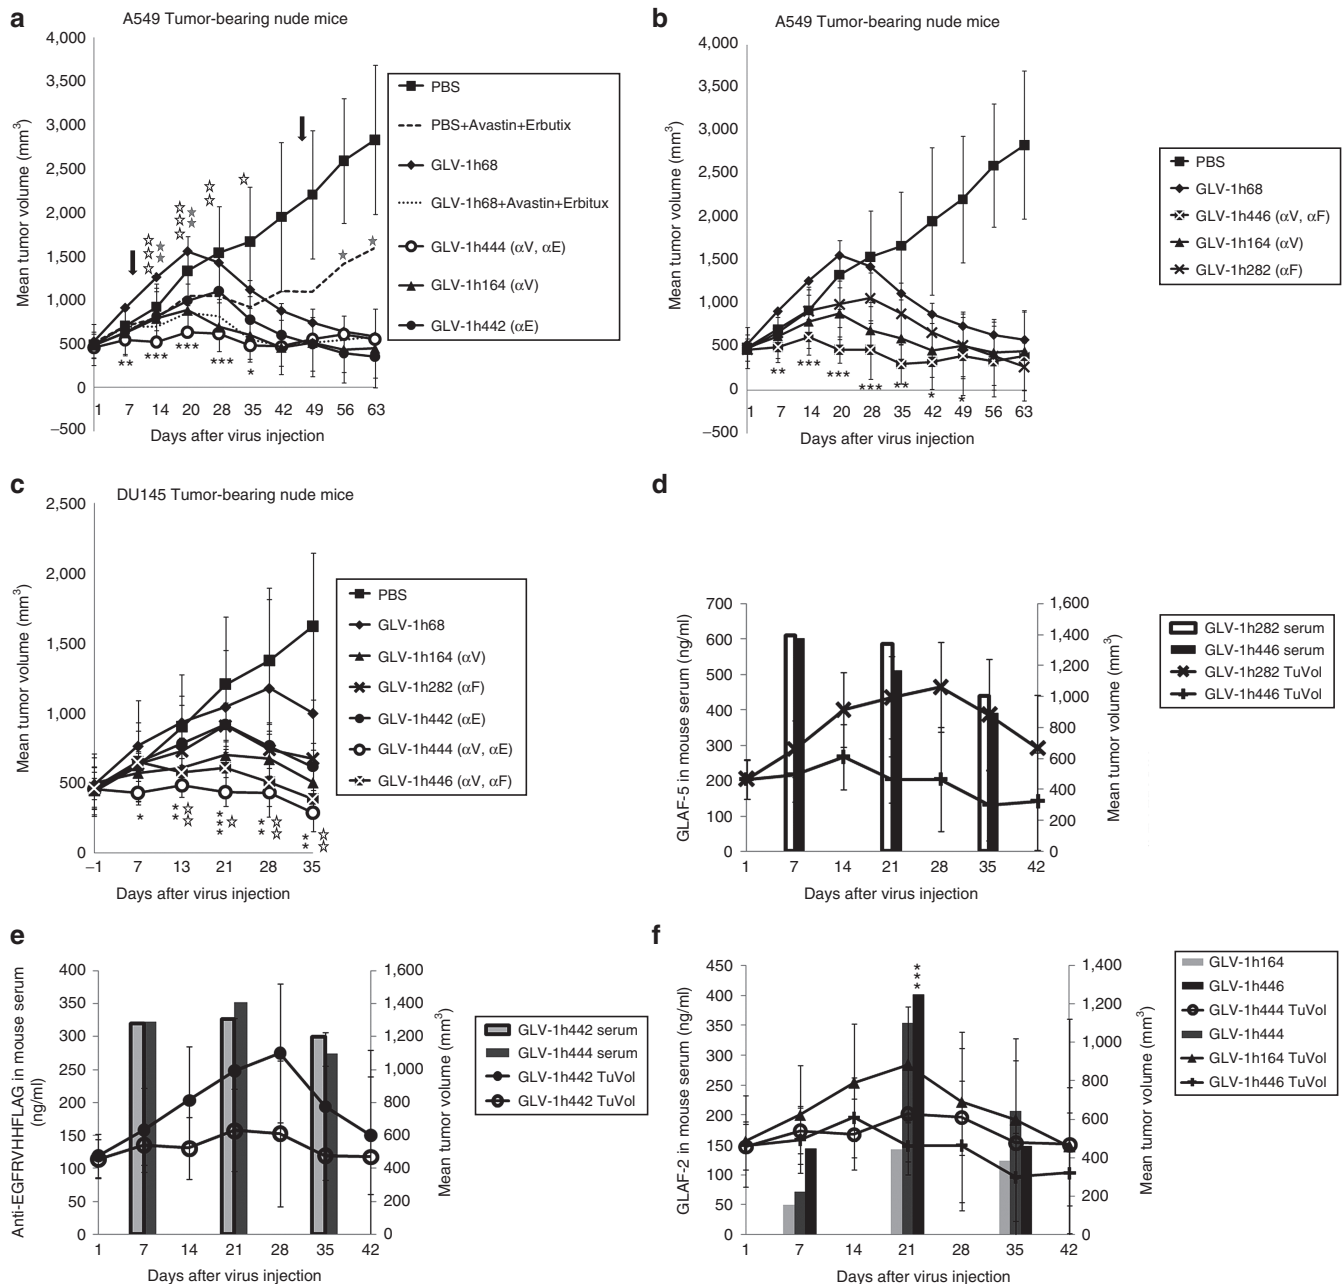 a
A549 Tumor-bearing nude mice
Mean tumor volume (mm3)
4,000
3,500
3,000
2,500
2,000
1,500
1,000
500
0
–500
1 7 14 20 28 35 42 49 56 63
Days after virus injection
** *** *** *** *
PBS
PBS+Avastin+Erbutix
GLV-1h68
GLV-1h68+Avastin+Erbitux
GLV-1h444 (αV, αE)
GLV-1h164 (αV)
GLV-1h442 (αE)
b
A549 Tumor-bearing nude mice
Mean tumor volume (mm3)
4,000
3,500
3,000
2,500
2,000
1,500
1,000
500
0
–500
1 7 14 20 28 35 42 49 56 63
Days after virus injection
** *** *** *** ** * *
PBS
GLV-1h68
GLV-1h446 (αV, αF)
GLV-1h164 (αV)
GLV-1h282 (αF)
c
DU145 Tumor-bearing nude mice
Mean tumor volume (mm3)
2,500
2,000
1,500
1,000
500
0
–1 7 13 21 28 35
Days after virus injection
* ** *** ** **
PBS
GLV-1h68
GLV-1h164 (αV)
GLV-1h282 (αF)
GLV-1h442 (αE)
GLV-1h444 (αV, αE)
GLV-1h446 (αV, αF)
d
GLAF-5 in mouse serum (ng/ml)
700
600
500
400
300
200
100
0
1,600
1,400
1,200
1,000
800
600
400
200
0
Mean tumor volume (mm3)
1 7 14 21 28 35 42
Days after virus injection
GLV-1h282 serum
GLV-1h446 serum
GLV-1h282 TuVol
GLV-1h446 TuVol
e
Anti-EGFRVHHFLAG in mouse serum
(ng/ml)
400
350
300
250
200
150
100
50
0
1,600
1,400
1,200
1,000
800
600
400
200
0
Mean tumor volume (mm3)
1 7 14 21 28 35 42
Days after virus injection
GLV-1h442 serum
GLV-1h444 serum
GLV-1h442 TuVol
GLV-1h442 TuVol
f
GLAF-2 in mouse serum (ng/ml)
450
400
350
300
250
200
150
100
50
0
***
1,400
1,200
1,000
800
600
400
200
0
Mean tumor volume (mm3)
1 7 14 21 28 35 42
Days after virus injection
GLV-1h164
GLV-1h446
GLV-1h444 TuVol
GLV-1h444
GLV-1h164 TuVol
GLV-1h446 TuVol